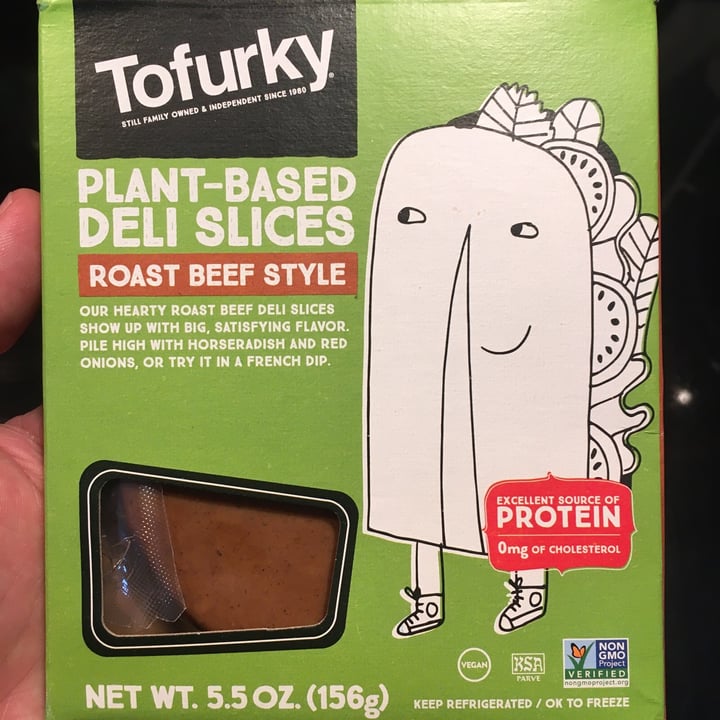 Tofurky®
STILL FAMILY OWNED & INDEPENDENT SINCE 1980
PLANT-BASED
DELI SLICES
ROAST BEEF STYLE
OUR HEARTY ROAST BEEF DELI SLICES
SHOW UP WITH BIG, SATISFYING FLAVOR.
PILE HIGH WITH HORSERADISH AND RED
ONIONS, OR TRY IT IN A FRENCH DIP.
EXCELLENT SOURCE OF
PROTEIN
0mg OF CHOLESTEROL
VEGAN
KSA
PARVE
NON
GMO
Project
VERIFIED
nongmoproject.org
NET WT. 5.5 OZ. (156g)
KEEP REFRIGERATED / OK TO FREEZE